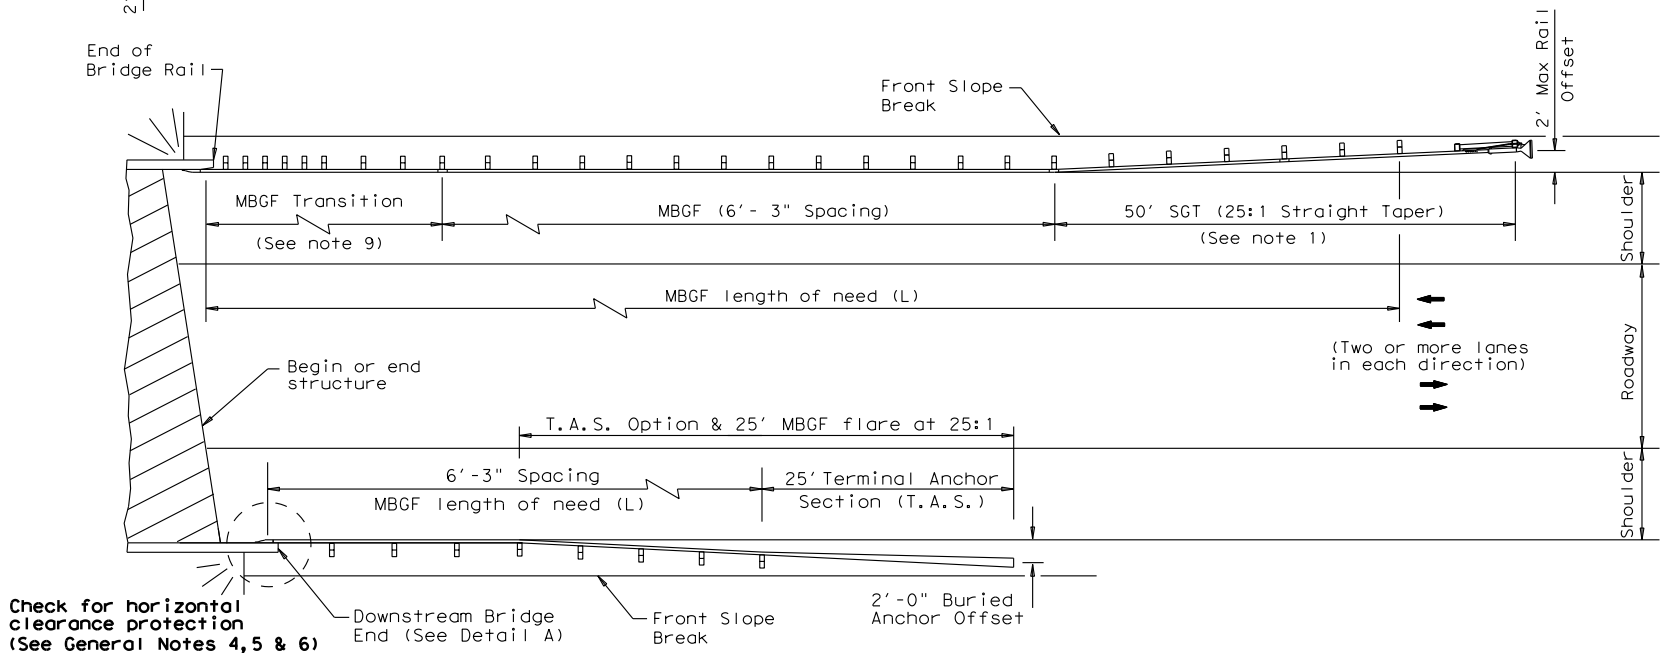 2'
End of
Bridge Rail
Front Slope
Break
2' Max Rail
Offset
MBGF Transition
(See note 9)
MBGF (6'- 3" Spacing)
50' SGT (25:1 Straight Taper)
(See note 1)
Shoulder
MBGF length of need (L)
(Two or more lanes
in each direction)
Roadway
Begin or end
structure
T.A.S. Option & 25' MBGF flare at 25:1
6'-3" Spacing
MBGF length of need (L)
25' Terminal Anchor
Section (T.A.S.)
Shoulder
Check for horizontal
clearance protection
(See General Notes 4,5 & 6)
Downstream Bridge
End (See Detail A)
Front Slope
Break
2'-0" Buried
Anchor Offset